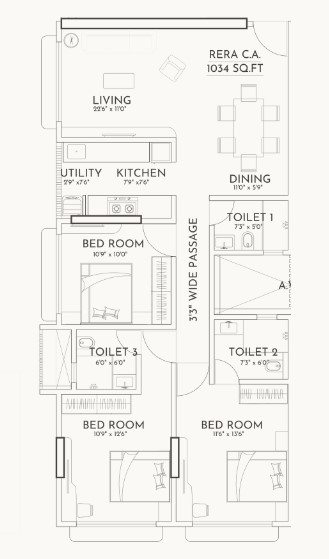 RERA C.A.
1034 SQ.FT
LIVING
22'6" x 11'0"
UTILITY
2'9" x7'6"
KITCHEN
7'9" x7'6"
DINING
11'0" x 5'9"
TOILET 1
7'3" x 5'0"
BED ROOM
10'9" x 10'0"
3'3" WIDE PASSAGE
TOILET 3
6'0" x 6'0"
TOILET 2
7'3" x 6'0"
BED ROOM
10'9" x 12'6"
BED ROOM
11'6" x 13'6"